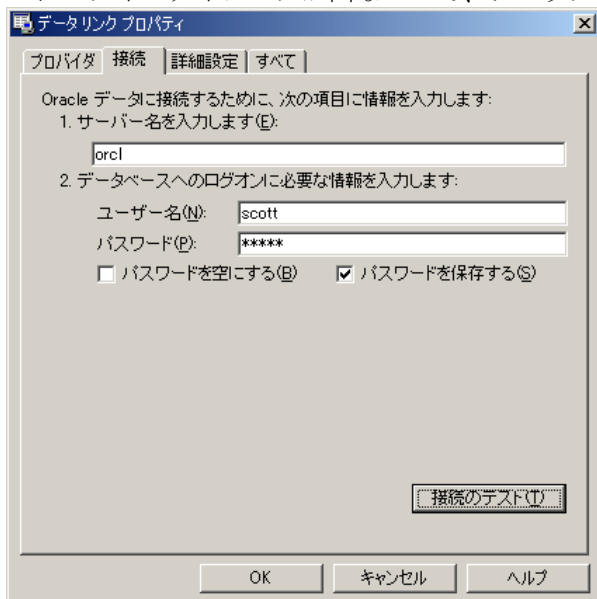 データリンク プロパティ
プロバイダ 接続 詳細設定 すべて
Oracle データに接続するために、次の項目に情報を入力します:
1. サーバー名を入力します(E):
orcl
2. データベースへのログオンに必要な情報を入力します:
ユーザー名(N): scott
パスワード(P): *****
パスワードを空にする(B) パスワードを保存する(S)
接続のテスト(T)
OK キャンセル ヘルプ